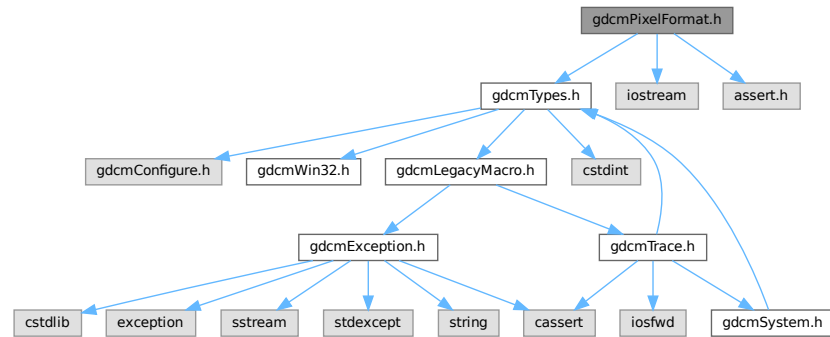 gdcmPixelFormat.h
gdcmTypes.h
iostream
assert.h
gdcmConfigure.h
gdcmWin32.h
gdcmLegacyMacro.h
cstdint
gdcmException.h
gdcmTrace.h
cstdlib
exception
sstream
stdexcept
string
cassert
iosfwd
gdcmSystem.h